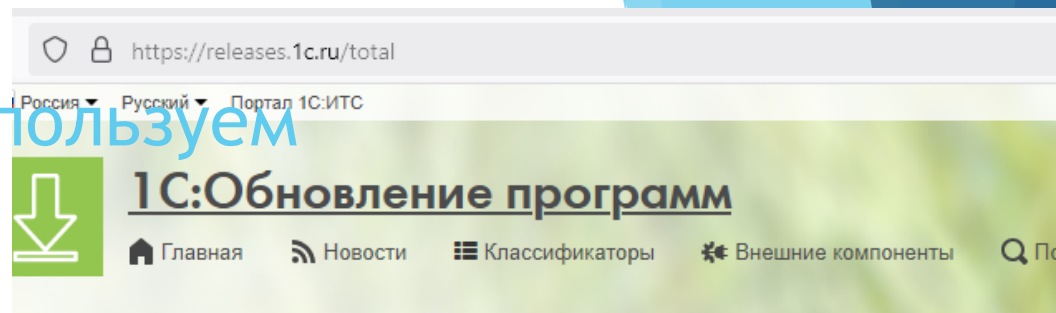 https://releases.1c.ru/total
Россия Русский Портал 1С:ИТС
пользуем
1С:Обновление программ
Главная Новости Классификаторы Внешние компоненты